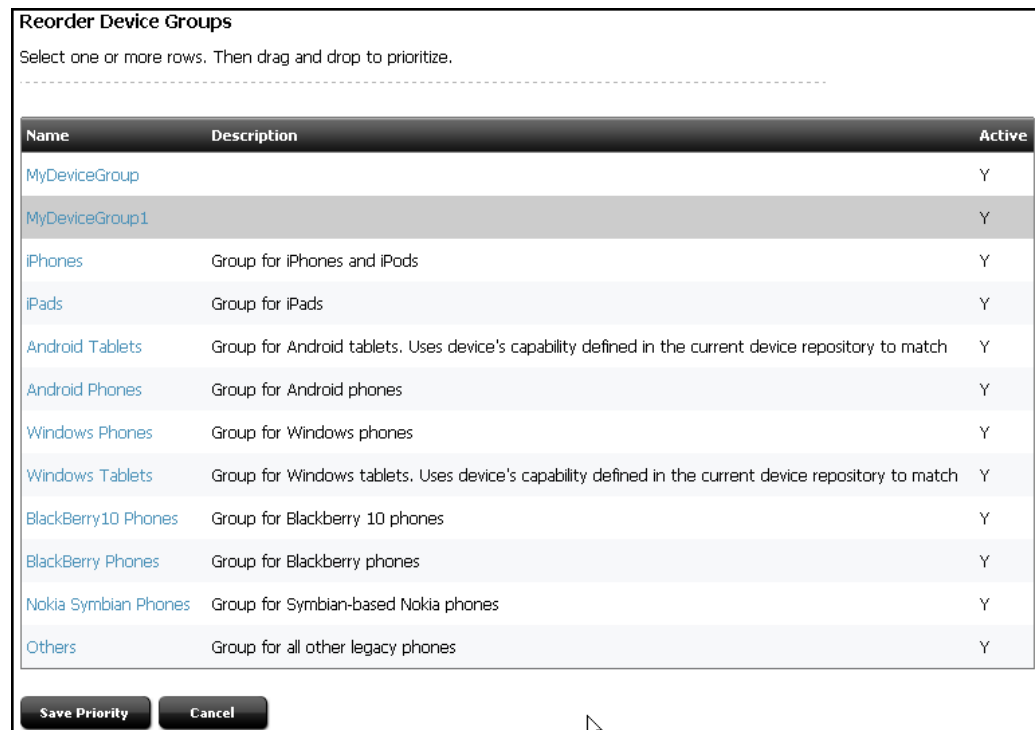 Reorder Device Groups
Select one or more rows. Then drag and drop to prioritize.
Name Description Active
MyDeviceGroup Y
MyDeviceGroup1 Y
iPhones Group for iPhones and iPods Y
iPads Group for iPads Y
Android Tablets Group for Android tablets. Uses device's capability defined in the current device repository to match Y
Android Phones Group for Android phones Y
Windows Phones Group for Windows phones Y
Windows Tablets Group for Windows tablets. Uses device's capability defined in the current device repository to match Y
BlackBerry10 Phones Group for Blackberry 10 phones Y
BlackBerry Phones Group for Blackberry phones Y
Nokia Symbian Phones Group for Symbian-based Nokia phones Y
Others Group for all other legacy phones Y
Save Priority Cancel